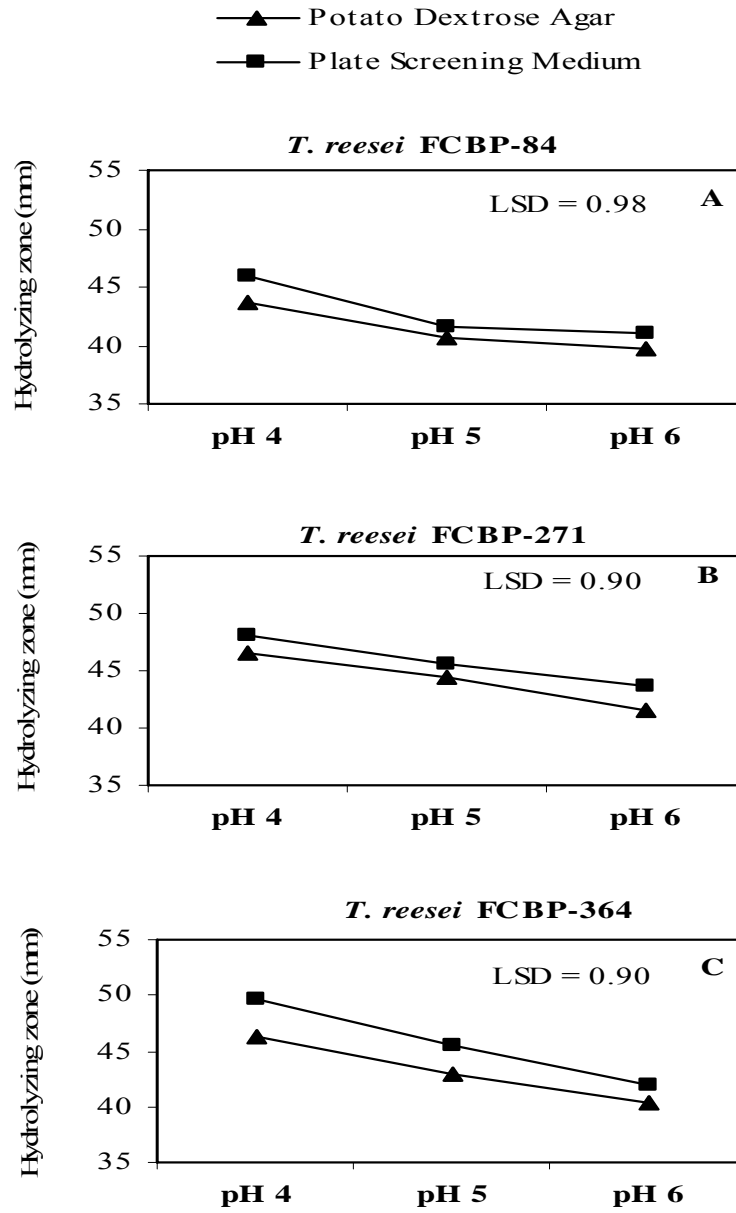 Potato Dextrose Agar
Plate Screening Medium
T. reesei FCBP-84
55
LSD = 0.98
A
50
45
40
35
Hydrolyzing zone (mm)
pH 4 pH 5 pH 6
T. reesei FCBP-271
55
LSD = 0.90
B
50
45
40
35
Hydrolyzing zone (mm)
pH 4 pH 5 pH 6
T. reesei FCBP-364
55
LSD = 0.90
C
50
45
40
35
Hydrolyzing zone (mm)
pH 4 pH 5 pH 6